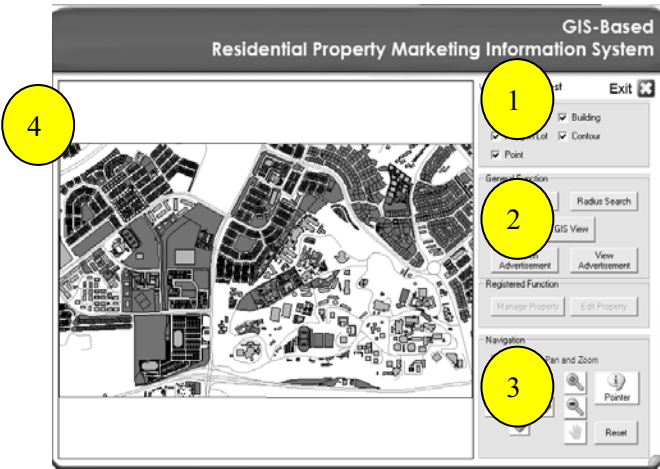 GIS-Based
Residential Property Marketing Information System
Exit
1
Building
Lot
Contour
Point
4
General Function
Radius Search
2
GIS View
Advertisement
View
Advertisement
Registered Function
Manage Property
Edit Property
Navigation
Pan and Zoom
3
Pointer
Reset